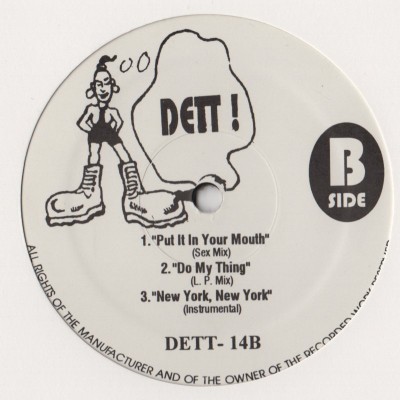 DETT !
B
SIDE
1. "Put It In Your Mouth"
(Sex Mix)
2. "Do My Thing"
(L. P. Mix)
3. "New York, New York"
(Instrumental)
DETT- 14B
ALL RIGHTS OF THE MANUFACTURER AND OF THE OWNER OF THE RECORDED WORK